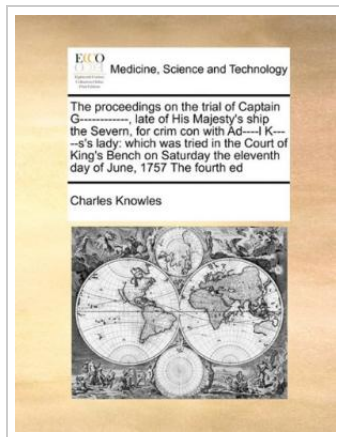 ECCO
Medicine, Science and Technology
The proceedings on the trial of Captain
G------------, late of His Majesty's ship
the Severn, for crim con with Ad----l K---
--s's lady: which was tried in the Court of
King's Bench on Saturday the eleventh
day of June, 1757 The fourth ed
Charles Knowles